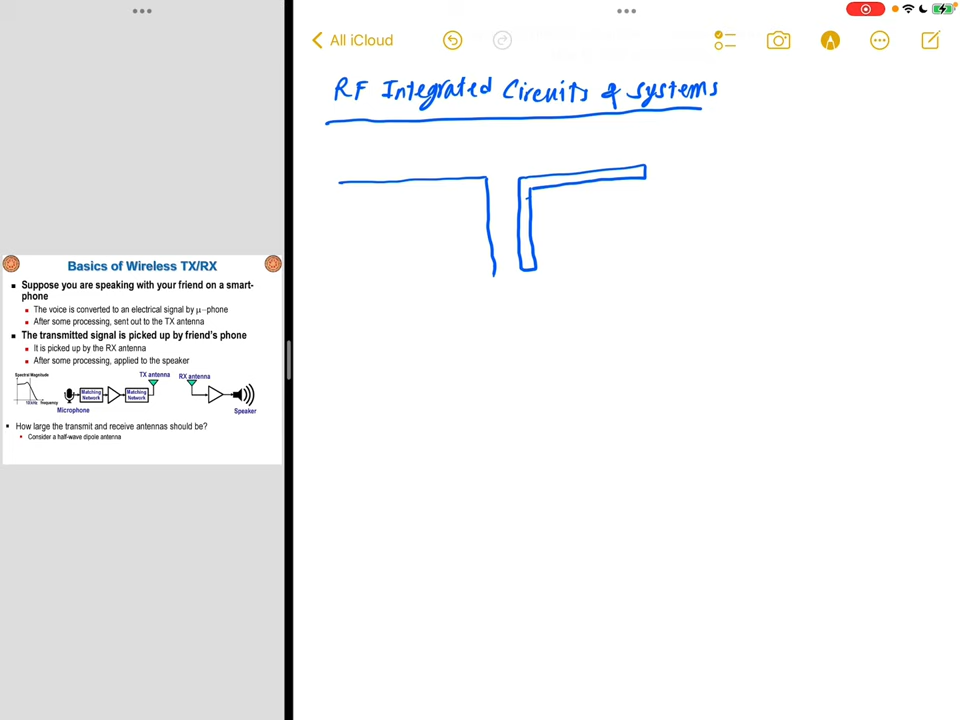 All iCloud
RF Integrated Circuits & systems
Basics of Wireless TX/RX
Suppose you are speaking with your friend on a smart-
phone
The voice is converted to an electrical signal by μ–phone
After some processing, sent out to the TX antenna
The transmitted signal is picked up by friend's phone
It is picked up by the RX antenna
After some processing, applied to the speaker
Spectral Magnitude
TX antenna
RX antenna
Matching
Network
Matching
Network
10 kHz frequency
Microphone
Speaker
How large the transmit and receive antennas should be?
Consider a half-wave dipole antenna